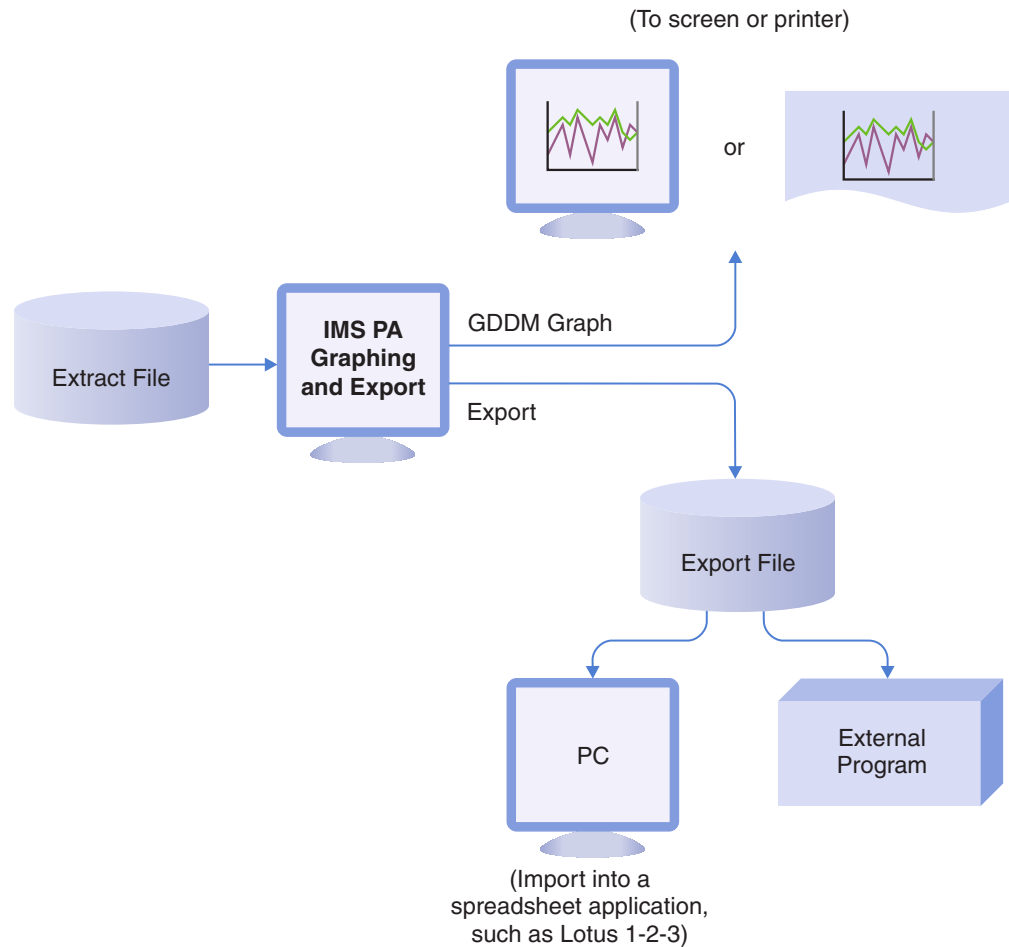 (To screen or printer)
or
GDDM Graph
IMS PA
Graphing
and Export
Extract File
Export
Export File
PC
External
Program
(Import into a
spreadsheet application,
such as Lotus 1-2-3)